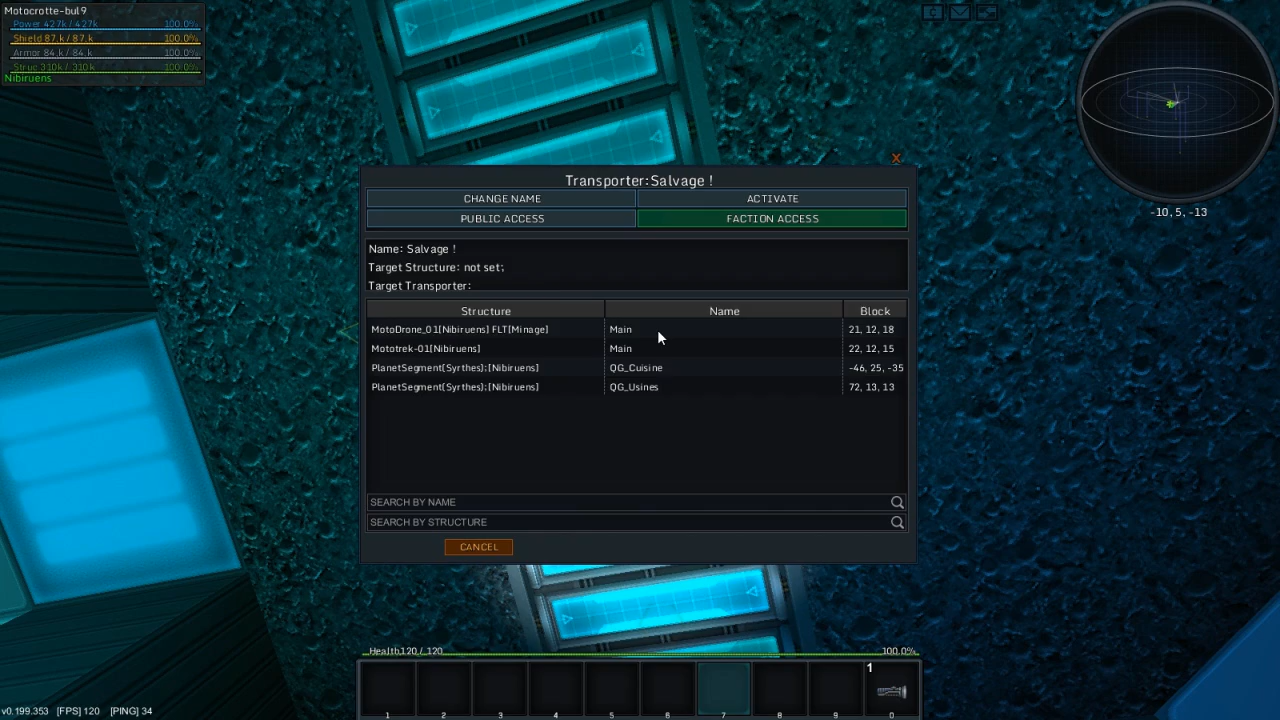 Motocrotte-bul9
Power 427k / 427k 100.0%
Shield 87.k / 87.k 100.0%
Armor 84.k / 84.k 100.0%
Struc 310k / 310k 100.0%
Nibiruens
-10, 5, -13
X
Transporter:Salvage !
CHANGE NAME ACTIVATE
PUBLIC ACCESS FACTION ACCESS
Name: Salvage !
Target Structure: not set;
Target Transporter:
Structure Name Block
MotoDrone_01[Nibiruens] FLT[Minage] Main 21, 12, 18
Mototrek-01[Nibiruens] Main 22, 12, 15
PlanetSegment(Syrthes);[Nibiruens] QG_Cuisine -46, 25, -35
PlanetSegment(Syrthes);[Nibiruens] QG_Usines 72, 13, 13
SEARCH BY NAME
SEARCH BY STRUCTURE
CANCEL
Health120 / 120 100.0%
1
1 2 3 4 5 6 7 8 9 0
v0.199.353 [FPS] 120 [PING] 34